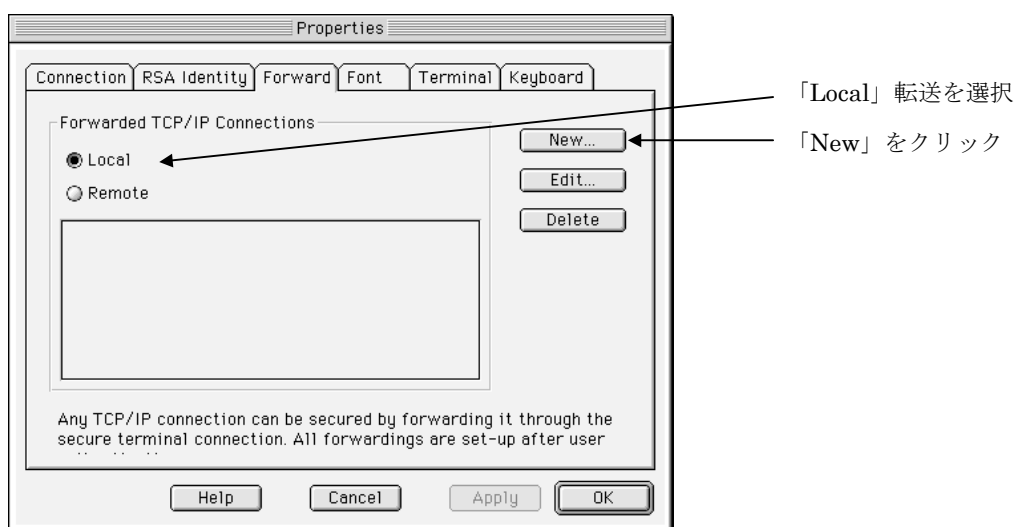 Properties
Connection RSA Identity Forward Font Terminal Keyboard
Forwarded TCP/IP Connections
Local
Remote
New...
Edit...
Delete
「Local」転送を選択
「New」をクリック
Any TCP/IP connection can be secured by forwarding it through the
secure terminal connection. All forwardings are set-up after user
Help Cancel Apply OK